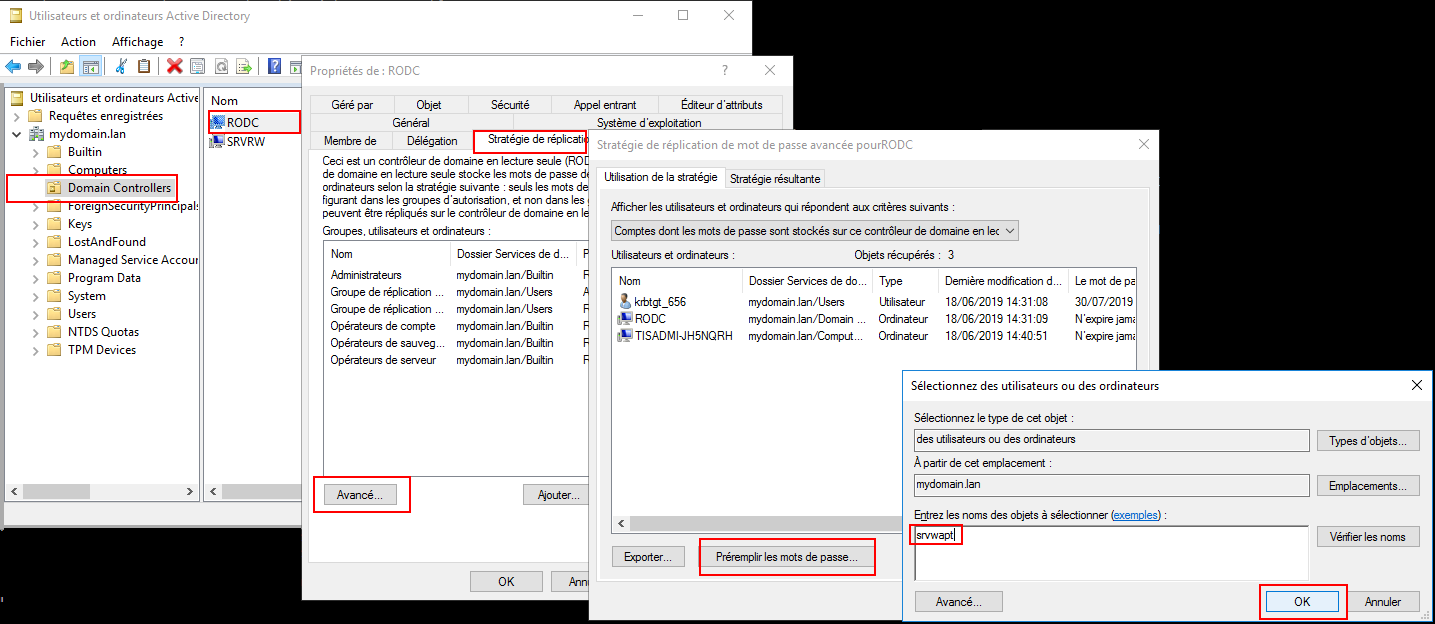 Utilisateurs et ordinateurs Active Directory
Fichier Action Affichage ?
Utilisateurs et ordinateurs Active
Requêtes enregistrées
mydomain.lan
Builtin
Computers
Domain Controllers
ForeignSecurityPrincipals
Keys
LostAndFound
Managed Service Accour
Program Data
System
Users
NTDS Quotas
TPM Devices
Nom
RODC
SRVRW
Propriétés de : RODC
?
Géré par Objet Sécurité Appel entrant Éditeur d'attributs
Général Système d'exploitation
Membre de Délégation Stratégie de réplicatio
Ceci est un contrôleur de domaine en lecture seule (ROD
de domaine en lecture seule stocke les mots de passe de
ordinateurs selon la stratégie suivante : seuls les mots de
figurant dans les groupes d'autorisation, et non dans les
peuvent être répliqués sur le contrôleur de domaine en le
Groupes, utilisateurs et ordinateurs :
Nom Dossier Services de d... P
Administrateurs mydomain.lan/Builtin R
Groupe de réplication ... mydomain.lan/Users A
Groupe de réplication ... mydomain.lan/Users R
Opérateurs de compte mydomain.lan/Builtin R
Opérateurs de sauveg... mydomain.lan/Builtin R
Opérateurs de serveur mydomain.lan/Builtin R
Avancé... Ajouter...
OK Ann
Stratégie de réplication de mot de passe avancée pourRODC
Utilisation de la stratégie Stratégie résultante
Afficher les utilisateurs et ordinateurs qui répondent aux critères suivants :
Comptes dont les mots de passe sont stockés sur ce contrôleur de domaine en lec
Utilisateurs et ordinateurs : Objets récupérés : 3
Nom Dossier Services de do... Type Dernière modification d... Le mot de pa
krbtgt_656 mydomain.lan/Users Utilisateur 18/06/2019 14:31:08 30/07/2019
RODC mydomain.lan/Domain ... Ordinateur 18/06/2019 14:31:09 N'expire jama
TISADMI-JH5NQRH mydomain.lan/Comput... Ordinateur 18/06/2019 14:40:51 N'expire jama
Exporter... Préremplir les mots de passe...
Sélectionnez des utilisateurs ou des ordinateurs
Sélectionnez le type de cet objet :
des utilisateurs ou des ordinateurs Types d'objets...
À partir de cet emplacement :
mydomain.lan Emplacements...
Entrez les noms des objets à sélectionner (exemples) :
srvwapt Vérifier les noms
Avancé... OK Annuler